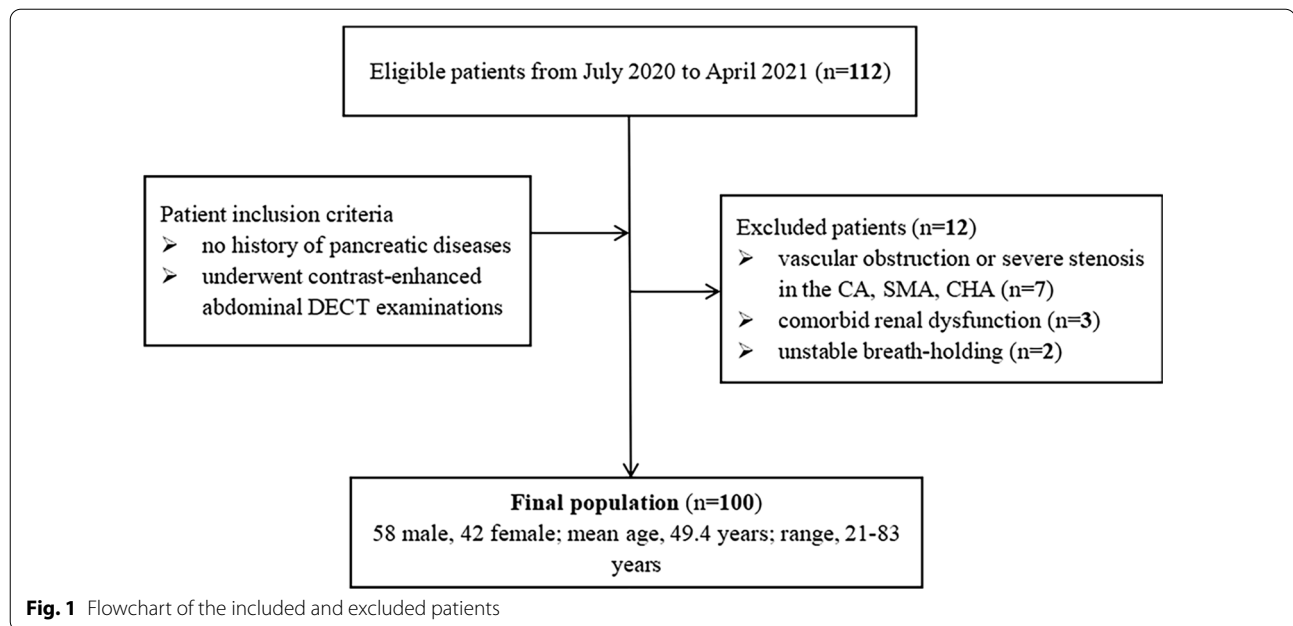 Eligible patients from July 2020 to April 2021 (n=112)
Patient inclusion criteria
➢ no history of pancreatic diseases
➢ underwent contrast-enhanced
abdominal DECT examinations
Excluded patients (n=12)
➢ vascular obstruction or severe stenosis
in the CA, SMA, CHA (n=7)
➢ comorbid renal dysfunction (n=3)
➢ unstable breath-holding (n=2)
Final population (n=100)
58 male, 42 female; mean age, 49.4 years; range, 21-83
years
Fig. 1 Flowchart of the included and excluded patients